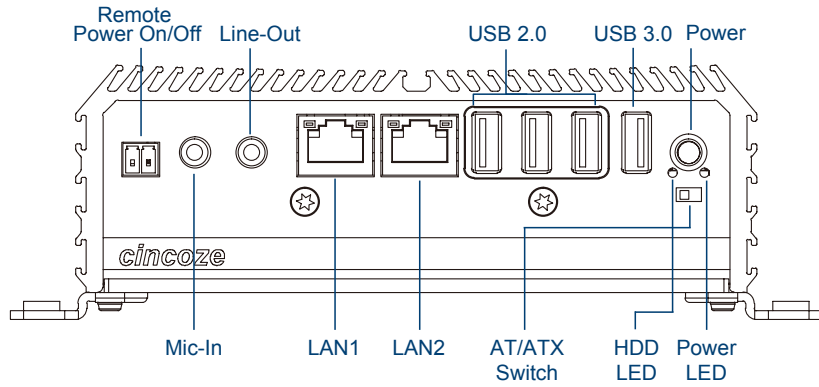 Remote
Power On/Off Line-Out USB 2.0 USB 3.0 Power
cincoze
Mic-In LAN1 LAN2 AT/ATX Switch HDD LED Power LED